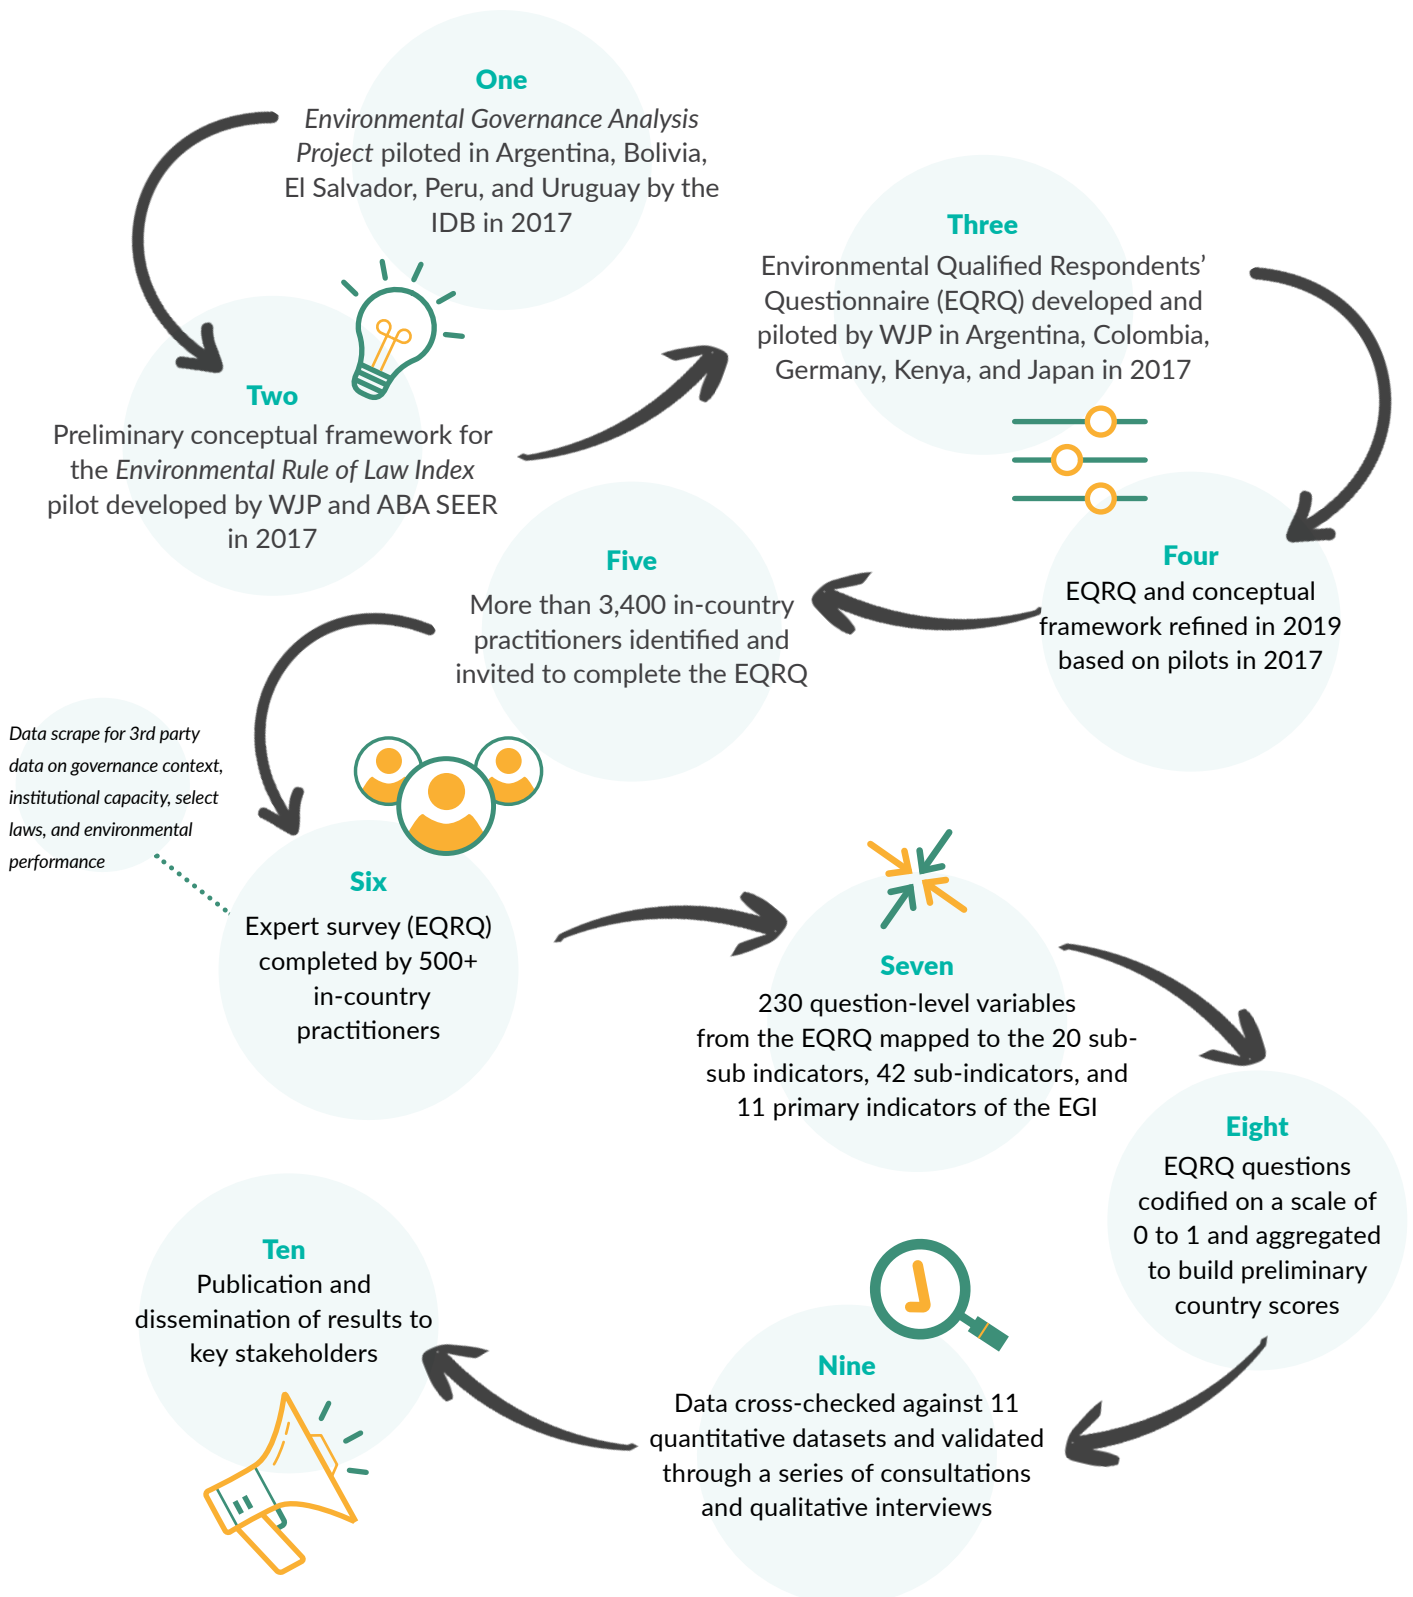 One
Environmental Governance Analysis
Project piloted in Argentina, Bolivia,
El Salvador, Peru, and Uruguay by the
IDB in 2017
Two
Preliminary conceptual framework for
the Environmental Rule of Law Index
pilot developed by WJP and ABA SEER
in 2017
Three
Environmental Qualified Respondents’
Questionnaire (EQRQ) developed and
piloted by WJP in Argentina, Colombia,
Germany, Kenya, and Japan in 2017
Four
EQRQ and conceptual
framework refined in 2019
based on pilots in 2017
Five
More than 3,400 in-country
practitioners identified and
invited to complete the EQRQ
Data scrape for 3rd party
data on governance context,
institutional capacity, select
laws, and environmental
performance
Six
Expert survey (EQRQ)
completed by 500+
in-country
practitioners
Seven
230 question-level variables
from the EQRQ mapped to the 20 sub-
sub indicators, 42 sub-indicators, and
11 primary indicators of the EGI
Eight
EQRQ questions
codified on a scale of
0 to 1 and aggregated
to build preliminary
country scores
Nine
Data cross-checked against 11
quantitative datasets and validated
through a series of consultations
and qualitative interviews
Ten
Publication and
dissemination of results to
key stakeholders